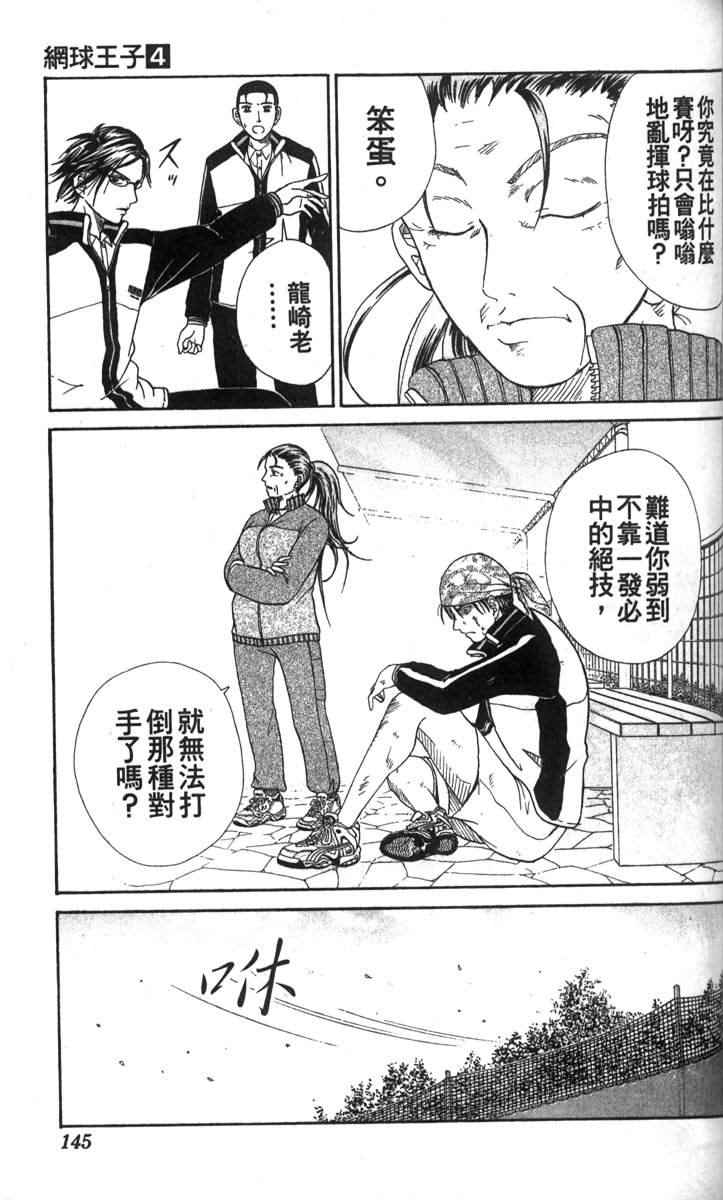 網球王子4
你究竟在比什麼
賽呀?只會嗡嗡
地亂揮球拍嗎?
笨蛋。
スッ
龍崎老
……
難道你弱到
不靠一發必
中的絕技,
就無法打
倒那種對
手了嗎?
咻
145